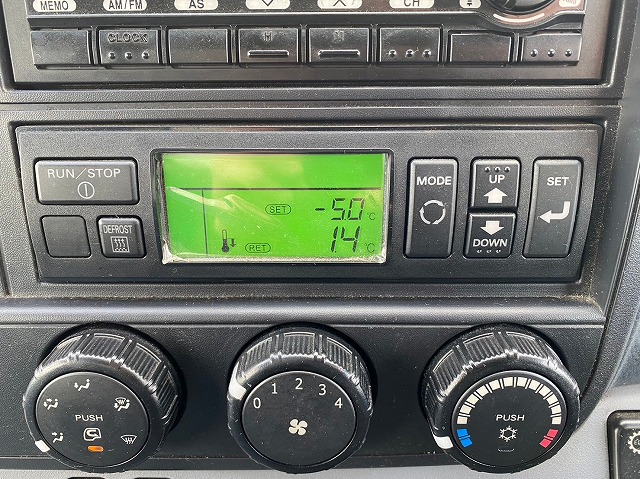 MEMO AM/FM AS CH
CLOCK
RUN/STOP
DEFROST
SET -5.0 °C
RET 14 °C
MODE
UP
DOWN
SET
PUSH
0 1 2 3 4
PUSH